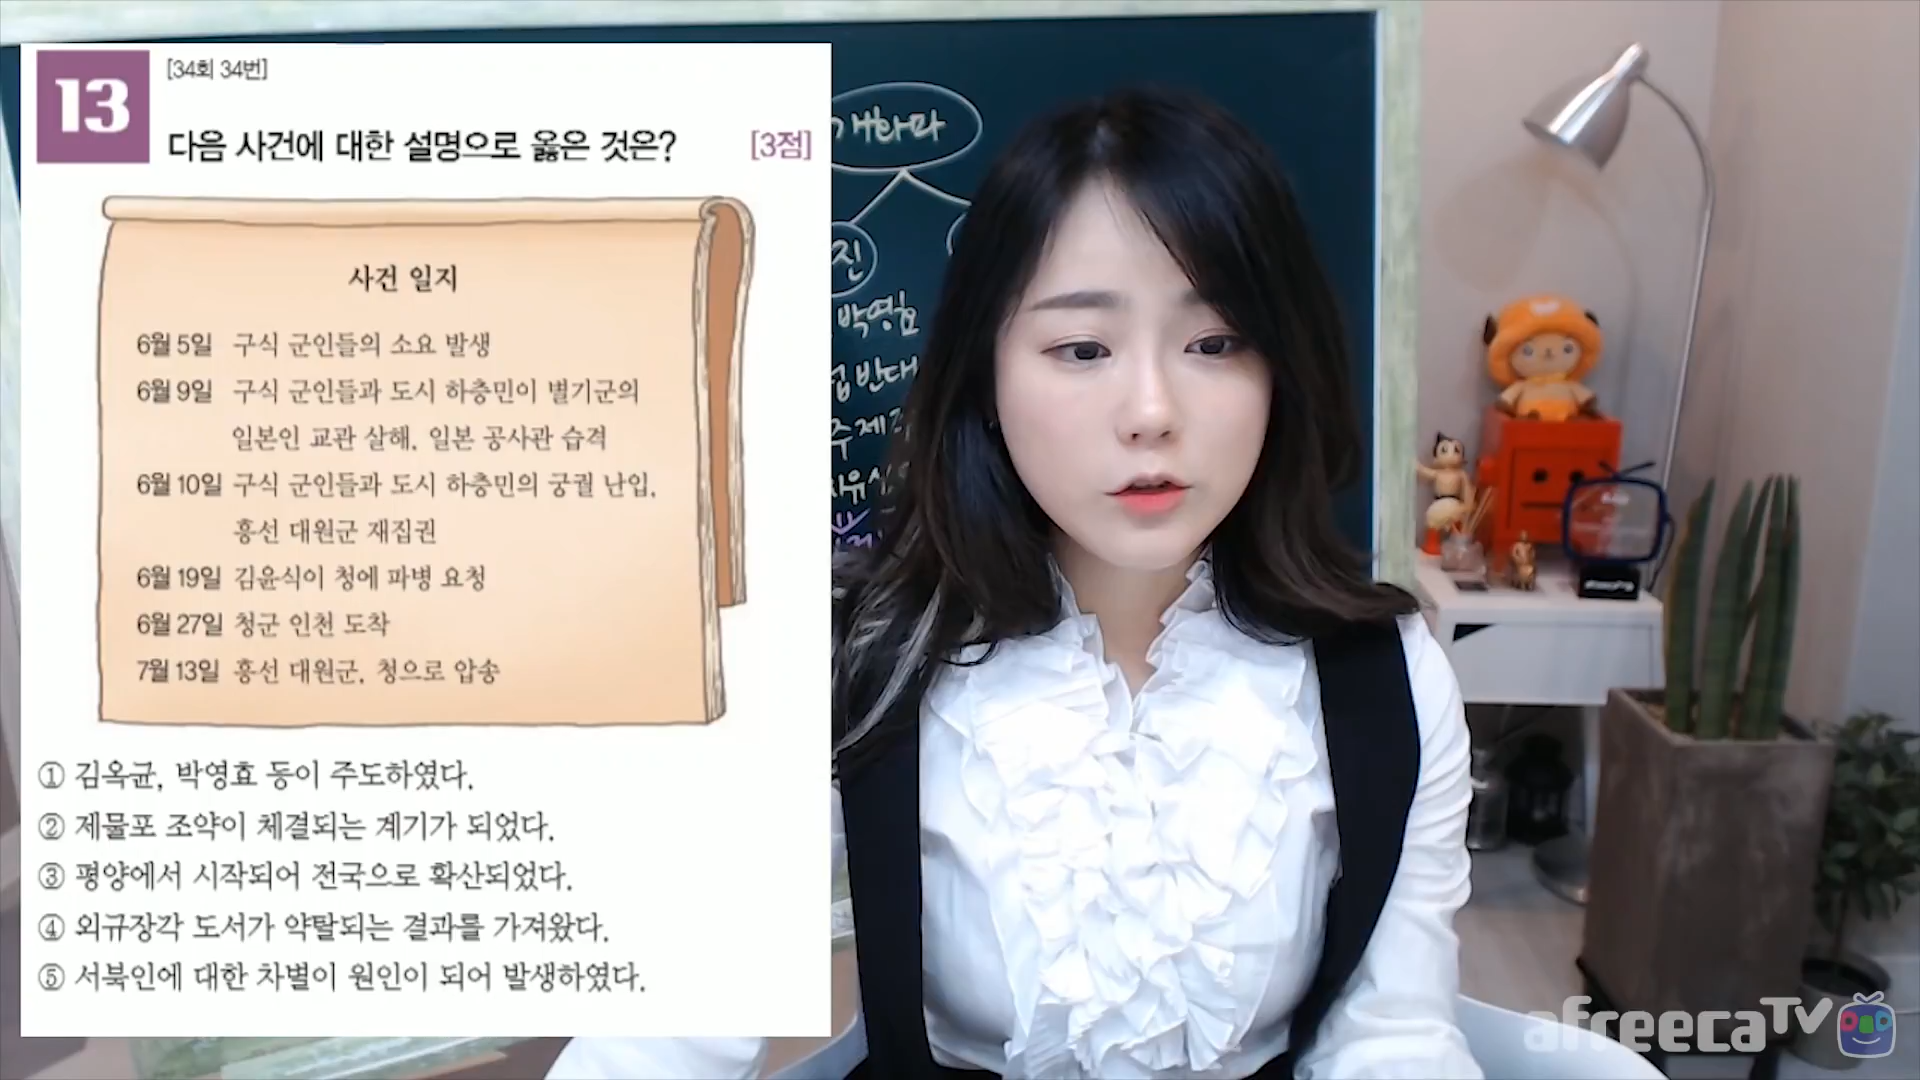 13
[34회 34번]
다음 사건에 대한 설명으로 옳은 것은? [3점]
사건 일지
6월 5일 구식 군인들의 소요 발생
6월 9일 구식 군인들과 도시 하층민이 별기군의
일본인 교관 살해, 일본 공사관 습격
6월 10일 구식 군인들과 도시 하층민의 궁궐 난입,
흥선 대원군 재집권
6월 19일 김윤식이 청에 파병 요청
6월 27일 청군 인천 도착
7월 13일 흥선 대원군, 청으로 압송
① 김옥균, 박영효 등이 주도하였다.
② 제물포 조약이 체결되는 계기가 되었다.
③ 평양에서 시작되어 전국으로 확산되었다.
④ 외규장각 도서가 약탈되는 결과를 가져왔다.
⑤ 서북인에 대한 차별이 원인이 되어 발생하였다.
개화파
진
박영효
반대
afreecaTV